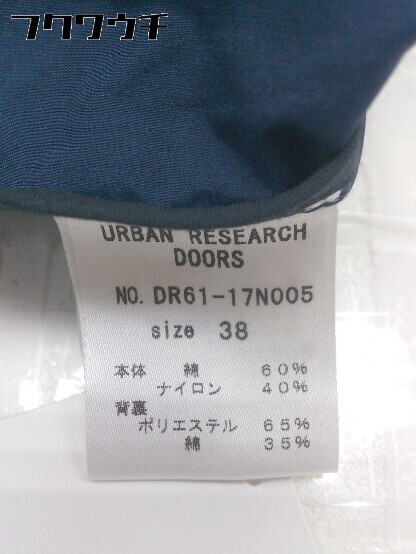 フクワウチ
URBAN RESEARCH
DOORS
NO. DR61-17N005
size 38
本体 綿 60%
ナイロン 40%
背裏
ポリエステル 65%
綿 35%